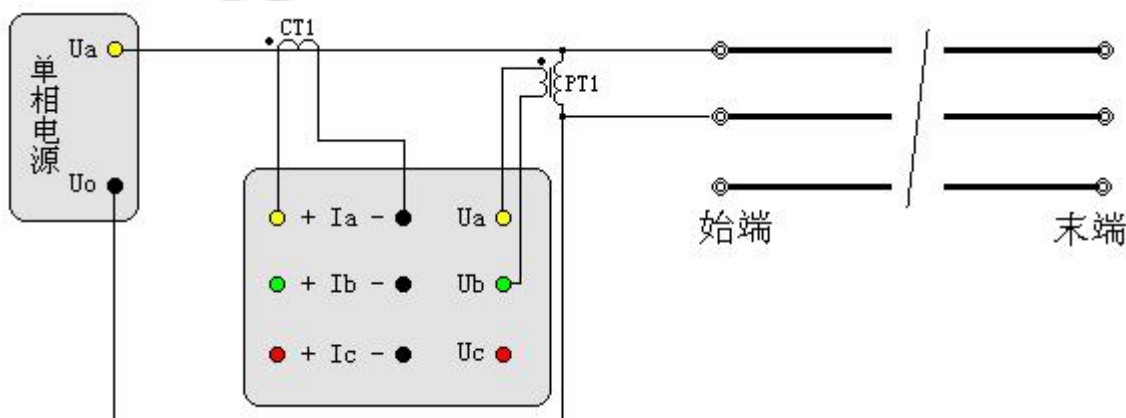 单相电源
Ua
Uo
CT1
PT1
+ Ia -
Ua
+ Ib -
Ub
+ Ic -
Uc
始端
末端